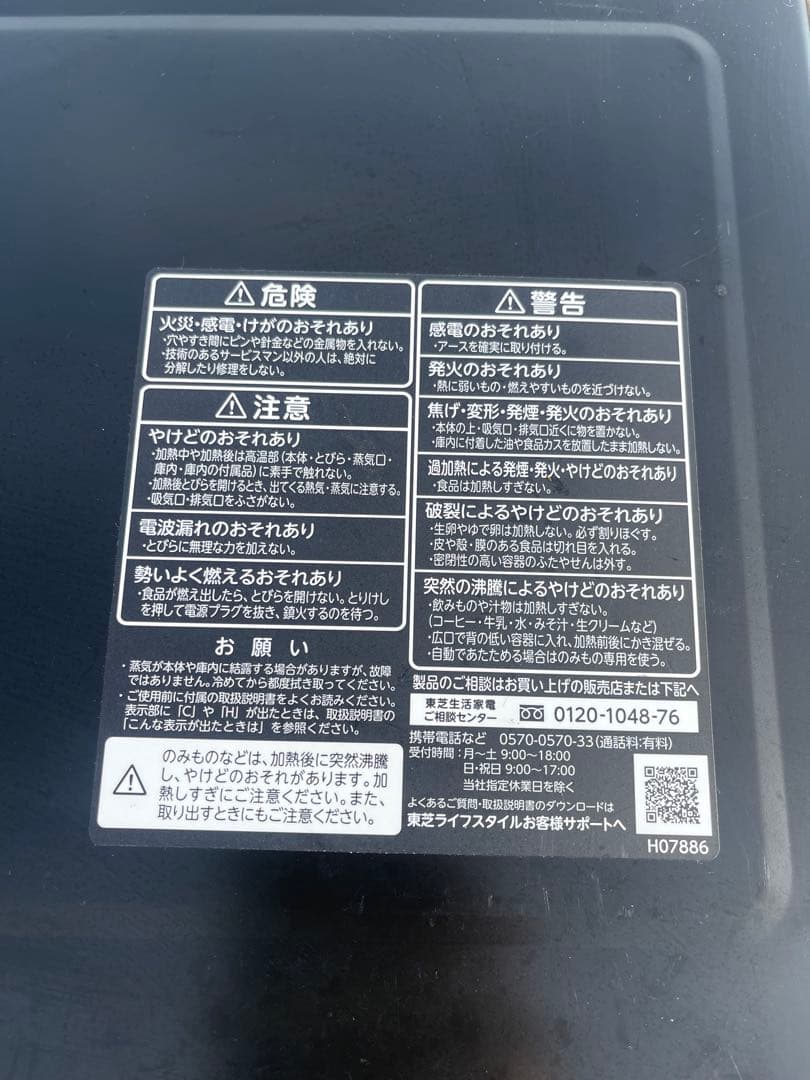 ⚠危険
火災・感電・けがのおそれあり
・穴やすき間にピンや針金などの金属物を入れない。
・技術のあるサービスマン以外の人は、絶対に
分解したり修理をしない。
⚠注意
やけどのおそれあり
・加熱中や加熱後は高温部(本体・とびら・蒸気口・
庫内・庫内の付属品)に素手で触れない。
・加熱後とびらを開けるとき、出てくる熱気・蒸気に注意する。
・吸気口・排気口をふさがない。
電波漏れのおそれあり
・とびらに無理な力を加えない。
勢いよく燃えるおそれあり
・食品が燃え出したら、とびらを開けない。とりけし
を押して電源プラグを抜き、鎮火するのを待つ。
お願い
・蒸気が本体や庫内に結露する場合がありますが、故障
ではありません。冷めてから都度拭き取ってください。
・ご使用前に付属の取扱説明書をよくお読みください。
表示部に「C」や「H」が出たときは、取扱説明書の
「こんな表示が出たときは」を参照ください。
のみものなどは、加熱後に突然沸騰
し、やけどのおそれがあります。加
熱しすぎにご注意ください。また、
取り出すときにもご注意ください。
⚠警告
感電のおそれあり
・アースを確実に取り付ける。
発火のおそれあり
・熱に弱いもの・燃えやすいものを近づけない。
焦げ・変形・発煙・発火のおそれあり
・本体の上・吸気口・排気口近くに物を置かない。
・庫内に付着した油や食品カスを放置したまま加熱しない。
過加熱による発煙・発火・やけどのおそれあり
・食品は加熱しすぎない。
破裂によるやけどのおそれあり
・生卵やゆで卵は加熱しない。必ず割りほぐす。
・皮や殻・膜のある食品は切れ目を入れる。
・密閉性の高い容器のふたやせんは外す。
突然の沸騰によるやけどのおそれあり
・飲みものや汁物は加熱しすぎない。
(コーヒー・牛乳・水・みそ汁・生クリームなど)
・広口で背の低い容器に入れ、加熱前後にかき混ぜる。
・自動であたためる場合はのみもの専用を使う。
製品のご相談はお買い上げの販売店または下記へ
東芝生活家電
ご相談センター 0120-1048-76
携帯電話など 0570-0570-33(通話料:有料)
受付時間:月〜土 9:00〜18:00
日・祝日 9:00〜17:00
当社指定休業日を除く
よくあるご質問・取扱説明書のダウンロードは
東芝ライフスタイルお客様サポートへ
H07886